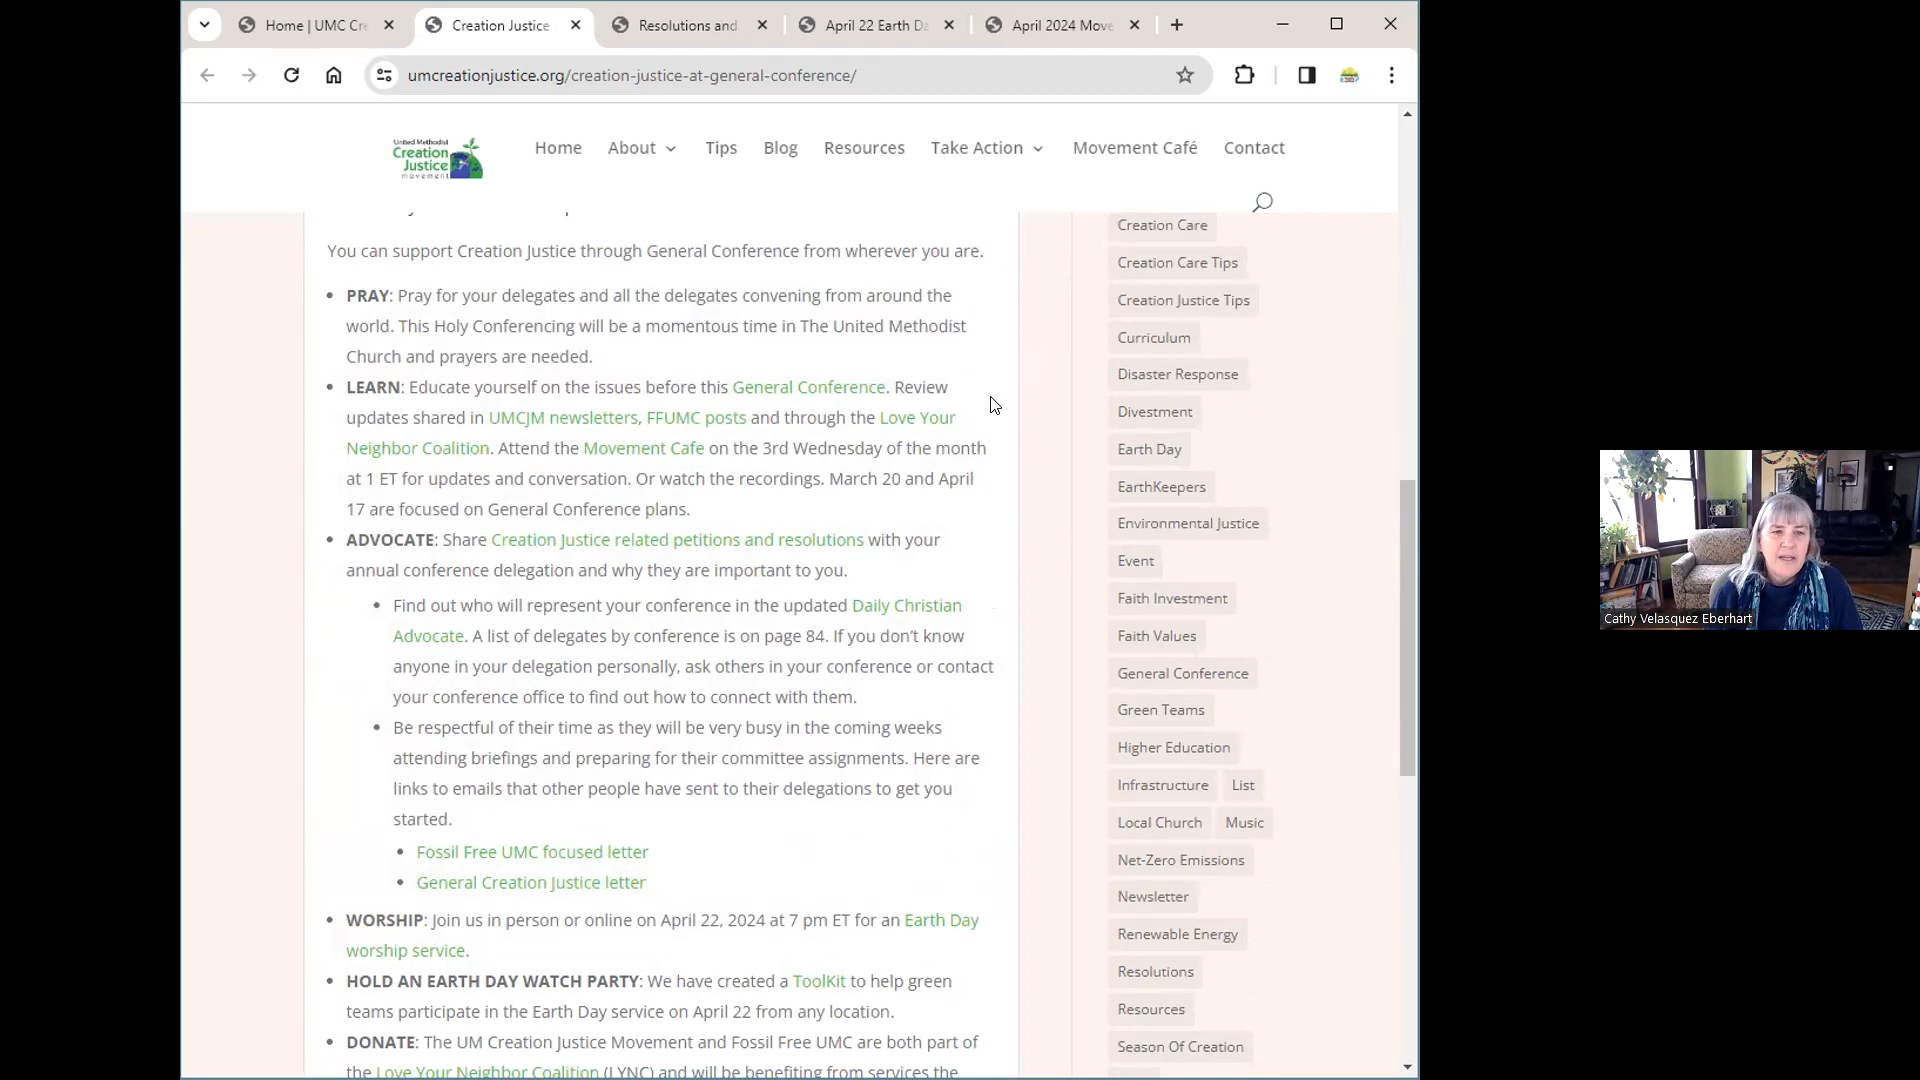 Home | UMC Cre
Creation Justice
Resolutions and
April 22 Earth Da
April 2024 Move
umcreationjustice.org/creation-justice-at-general-conference/
United Methodist
Creation
Justice
movement
Home
About
Tips
Blog
Resources
Take Action
Movement Café
Contact
You can support Creation Justice through General Conference from wherever you are.
• PRAY: Pray for your delegates and all the delegates convening from around the
world. This Holy Conferencing will be a momentous time in The United Methodist
Church and prayers are needed.
• LEARN: Educate yourself on the issues before this General Conference. Review
updates shared in UMCJM newsletters, FFUMC posts and through the Love Your
Neighbor Coalition. Attend the Movement Cafe on the 3rd Wednesday of the month
at 1 ET for updates and conversation. Or watch the recordings. March 20 and April
17 are focused on General Conference plans.
• ADVOCATE: Share Creation Justice related petitions and resolutions with your
annual conference delegation and why they are important to you.
• Find out who will represent your conference in the updated Daily Christian
Advocate. A list of delegates by conference is on page 84. If you don't know
anyone in your delegation personally, ask others in your conference or contact
your conference office to find out how to connect with them.
• Be respectful of their time as they will be very busy in the coming weeks
attending briefings and preparing for their committee assignments. Here are
links to emails that other people have sent to their delegations to get you
started.
• Fossil Free UMC focused letter
• General Creation Justice letter
• WORSHIP: Join us in person or online on April 22, 2024 at 7 pm ET for an Earth Day
worship service.
• HOLD AN EARTH DAY WATCH PARTY: We have created a ToolKit to help green
teams participate in the Earth Day service on April 22 from any location.
• DONATE: The UM Creation Justice Movement and Fossil Free UMC are both part of
the Love Your Neighbor Coalition (LYNC) and will be benefiting from services the
Creation Care
Creation Care Tips
Creation Justice Tips
Curriculum
Disaster Response
Divestment
Earth Day
EarthKeepers
Environmental Justice
Event
Faith Investment
Faith Values
General Conference
Green Teams
Higher Education
Infrastructure
List
Local Church
Music
Net-Zero Emissions
Newsletter
Renewable Energy
Resolutions
Resources
Season Of Creation
Cathy Velasquez Eberhart